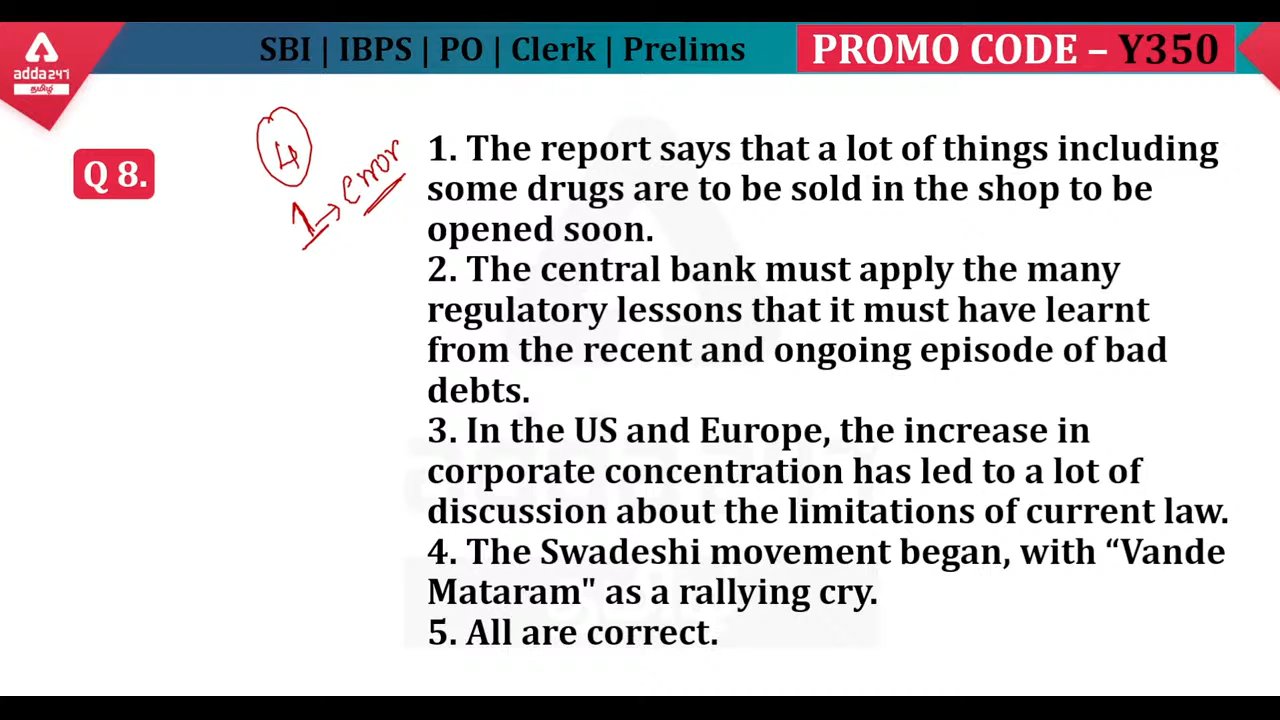 SBI | IBPS | PO | Clerk | Prelims
PROMO CODE – Y350
adda247
தமிழ்
Q 8.
4
1→ error
1. The report says that a lot of things including
some drugs are to be sold in the shop to be
opened soon.
2. The central bank must apply the many
regulatory lessons that it must have learnt
from the recent and ongoing episode of bad
debts.
3. In the US and Europe, the increase in
corporate concentration has led to a lot of
discussion about the limitations of current law.
4. The Swadeshi movement began, with “Vande
Mataram" as a rallying cry.
5. All are correct.